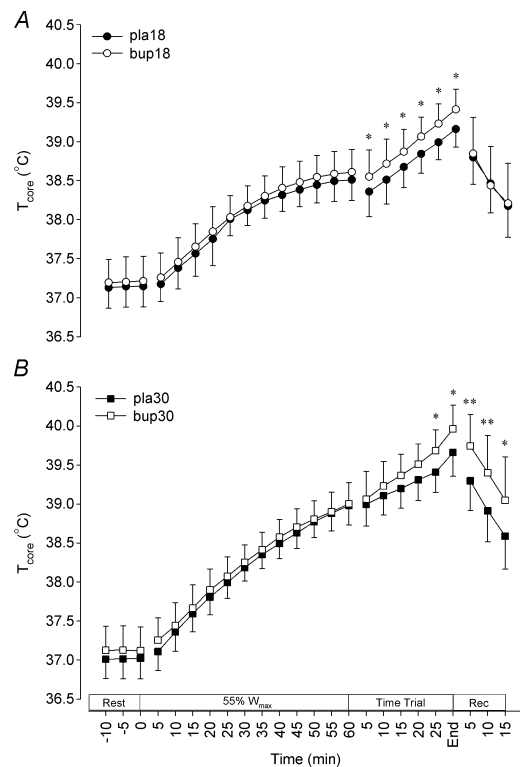 A
pla18
bup18
40.5
40.0
39.5
39.0
38.5
38.0
37.5
37.0
36.5
T core (°C)
* * * * * *
B
pla30
bup30
40.5
40.0
39.5
39.0
38.5
38.0
37.5
37.0
36.5
T core (°C)
* * ** ** *
Rest 55% W max Time Trial Rec
-10 -5 0 5 10 15 20 25 30 35 40 45 50 55 60 5 10 15 20 25 End 5 10 15
Time (min)